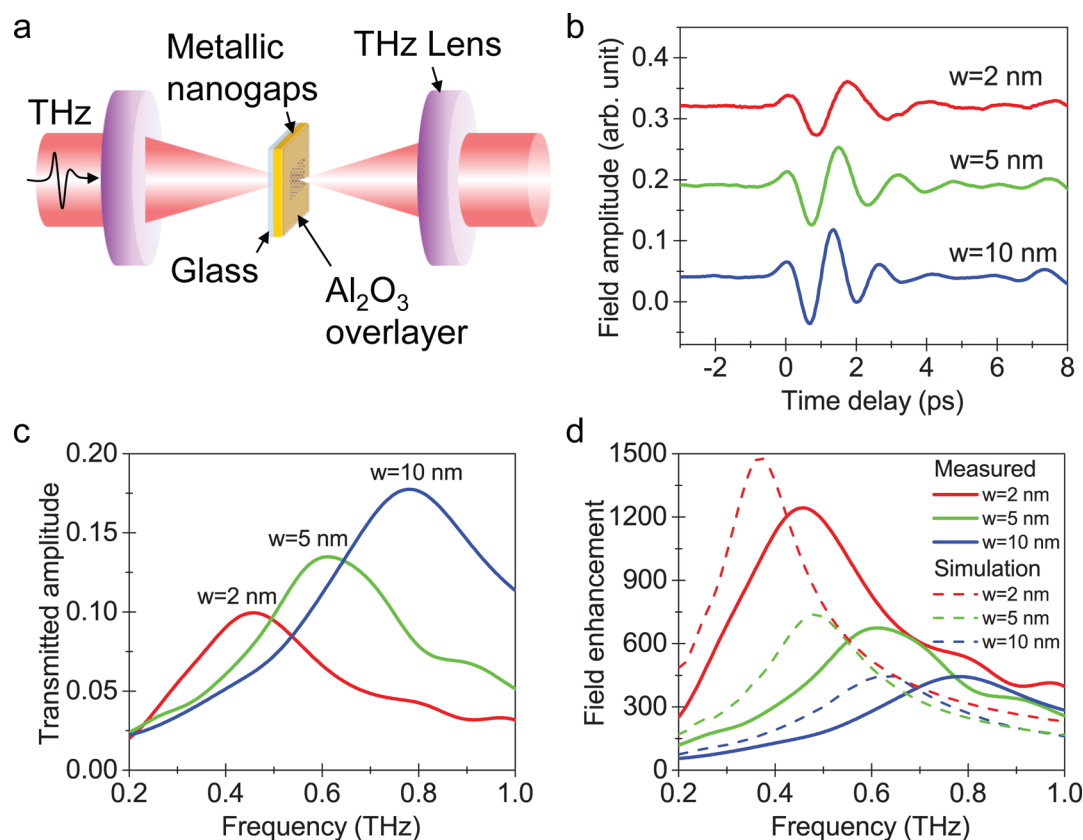 a
Metallic
nanogaps
THz Lens
THz
Glass
Al₂O₃
overlayer
b
0.4
0.3
0.2
0.1
0.0
Field amplitude (arb. unit)
w=2 nm
w=5 nm
w=10 nm
-2 0 2 4 6 8
Time delay (ps)
c
0.20
0.15
0.10
0.05
0.00
Transmitted amplitude
w=10 nm
w=5 nm
w=2 nm
0.2 0.4 0.6 0.8 1.0
Frequency (THz)
d
1500
1200
900
600
300
0
Field enhancement
Measured
w=2 nm
w=5 nm
w=10 nm
Simulation
w=2 nm
w=5 nm
w=10 nm
0.2 0.4 0.6 0.8 1.0
Frequency (THz)